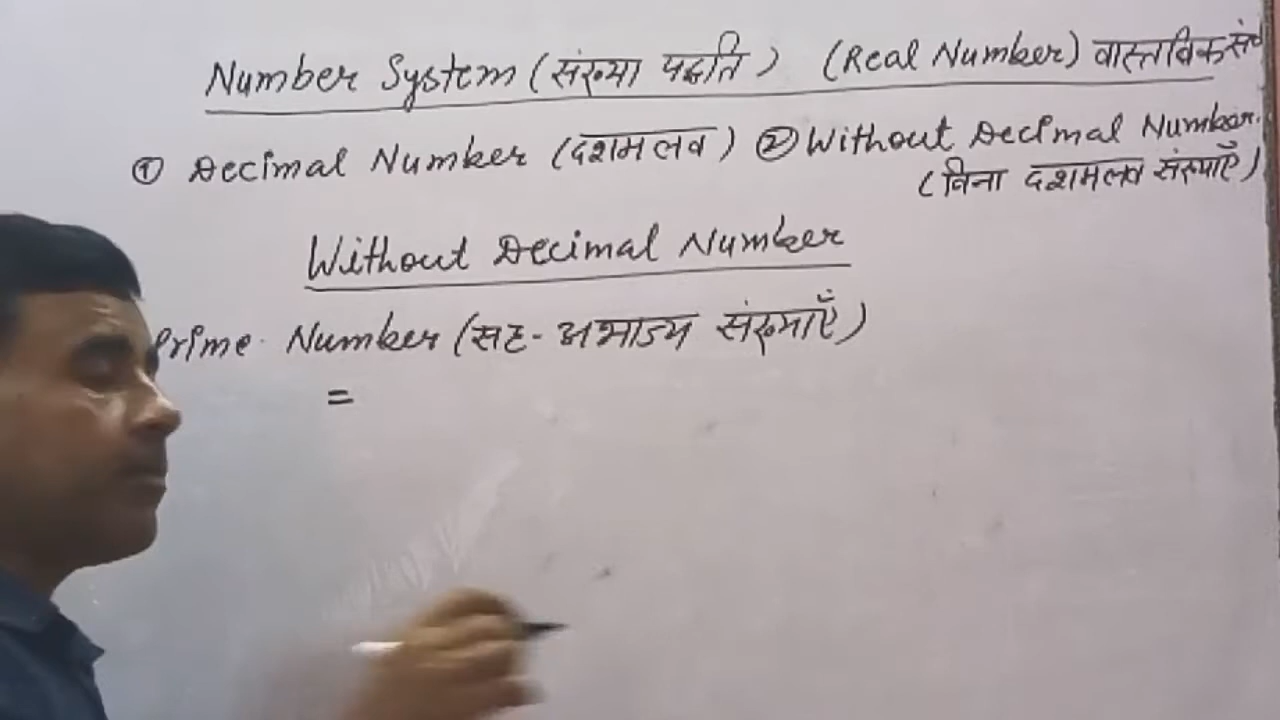 Number System (संख्या पद्धति) (Real Number) वास्तविक
① Decimal Number (दशमलव) ② Without Decimal Number.
(बिना दशमलव संख्याएँ)
Without Decimal Number
Prime Number (सह-अभाज्य संख्याएँ)
=